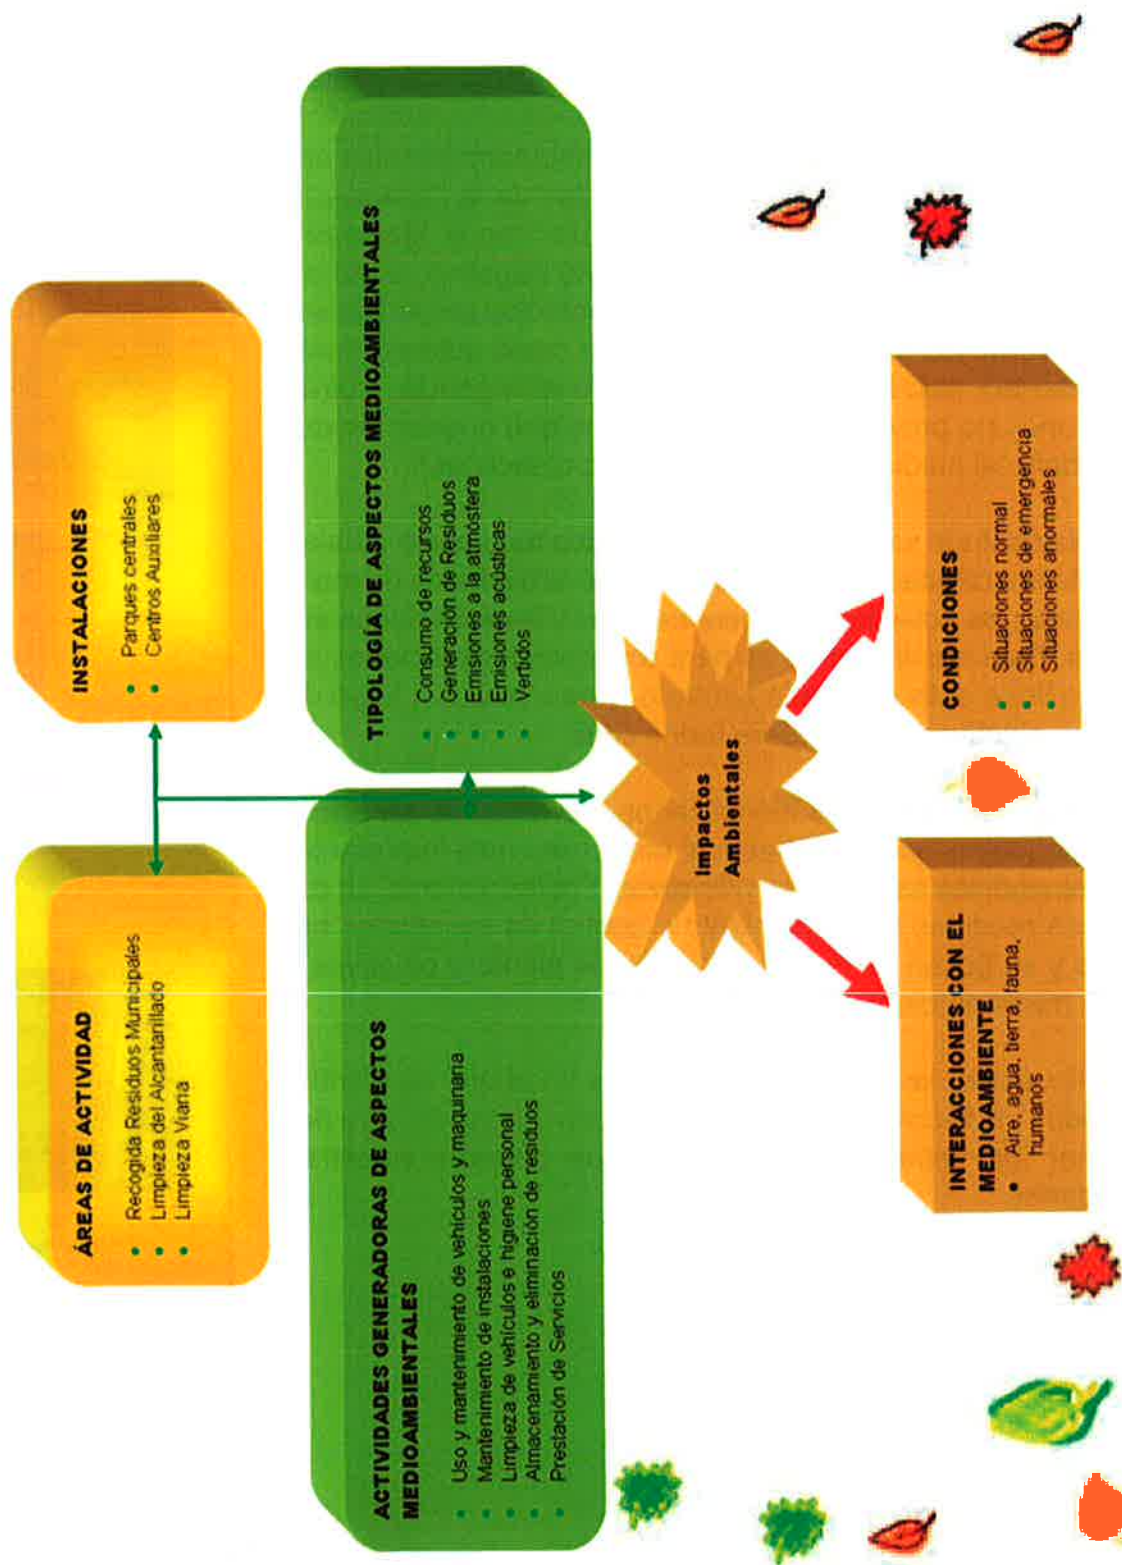 ÁREAS DE ACTIVIDAD
• Recogida Residuos Municipales
• Limpieza del Alcantarillado
• Limpieza Viaria
INSTALACIONES
• Parques centrales
• Centros Auxiliares
ACTIVIDADES GENERADORAS DE ASPECTOS
MEDIOAMBIENTALES
• Uso y mantenimiento de vehículos y maquinaria
• Mantenimiento de instalaciones
• Limpieza de vehículos e higiene personal
• Almacenamiento y eliminación de residuos
• Prestación de Servicios
TIPOLOGÍA DE ASPECTOS MEDIOAMBIENTALES
• Consumo de recursos
• Generación de Residuos
• Emisiones a la atmósfera
• Emisiones acústicas
• Vertidos
Impactos
Ambientales
INTERACCIONES CON EL
MEDIOAMBIENTE
• Aire, agua, tierra, fauna,
humanos
CONDICIONES
• Situaciones normal
• Situaciones de emergencia
• Situaciones anormales